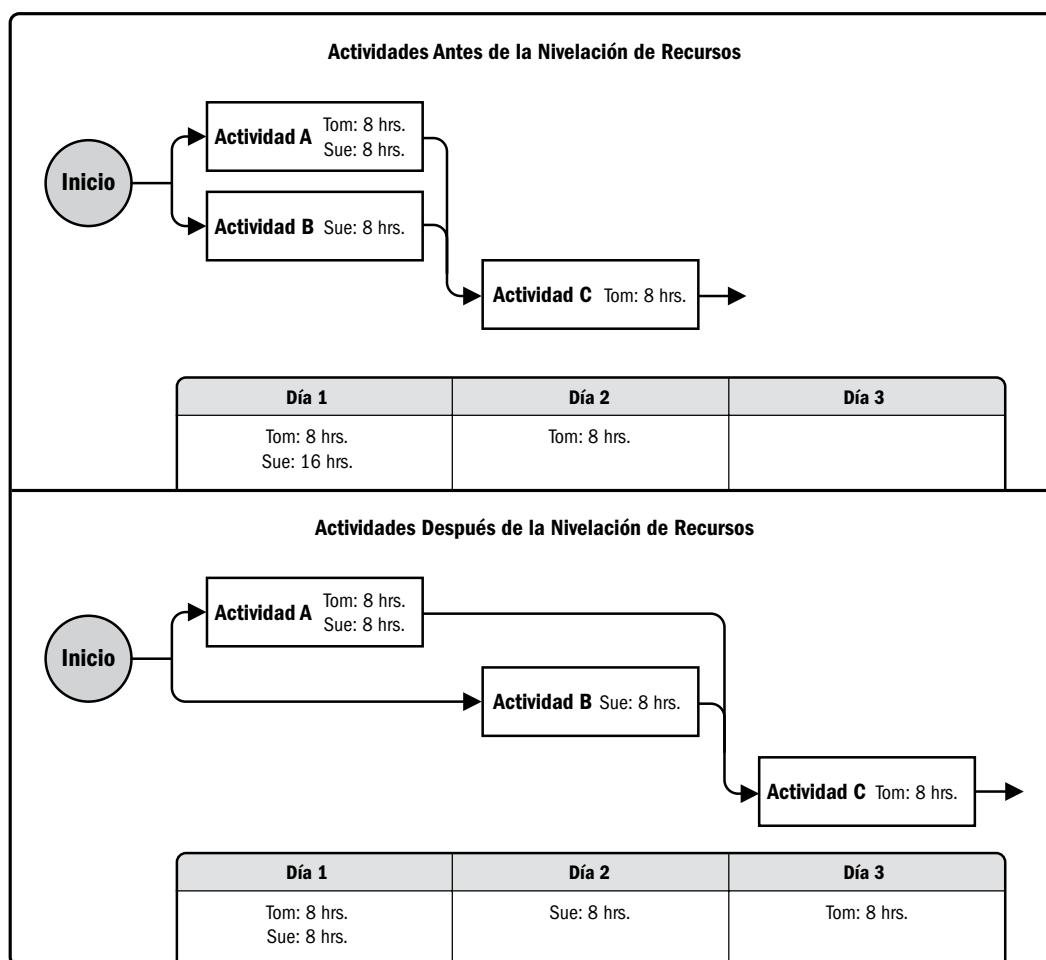 Actividades Antes de la Nivelación de Recursos
Inicio
Actividad A
Tom: 8 hrs.
Sue: 8 hrs.
Actividad B Sue: 8 hrs.
Actividad C Tom: 8 hrs.
Día 1 Día 2 Día 3
Tom: 8 hrs. Tom: 8 hrs.
Sue: 16 hrs.
Actividades Después de la Nivelación de Recursos
Inicio
Actividad A
Tom: 8 hrs.
Sue: 8 hrs.
Actividad B Sue: 8 hrs.
Actividad C Tom: 8 hrs.
Día 1 Día 2 Día 3
Tom: 8 hrs. Sue: 8 hrs. Tom: 8 hrs.
Sue: 8 hrs.